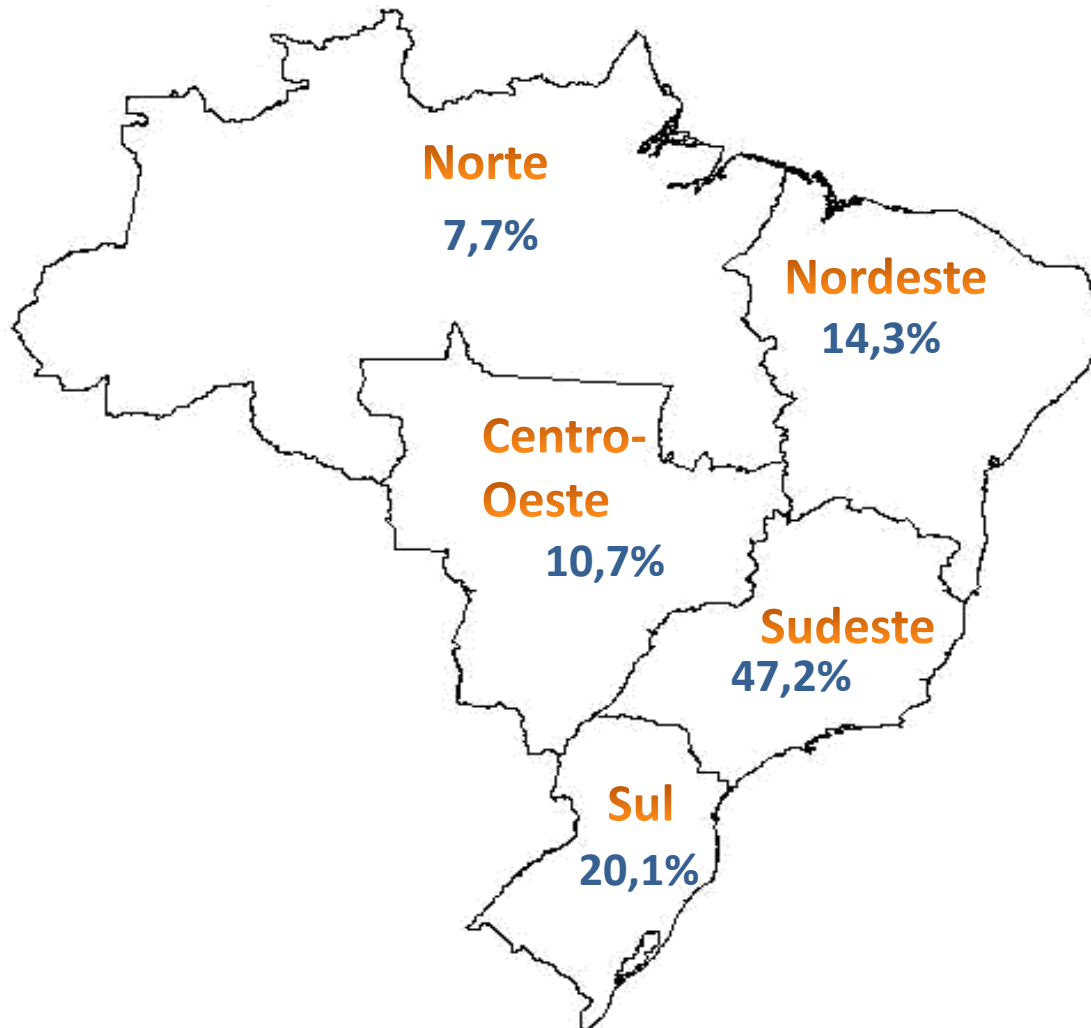 Norte
7,7%
Nordeste
14,3%
Centro-
Oeste
10,7%
Sudeste
47,2%
Sul
20,1%